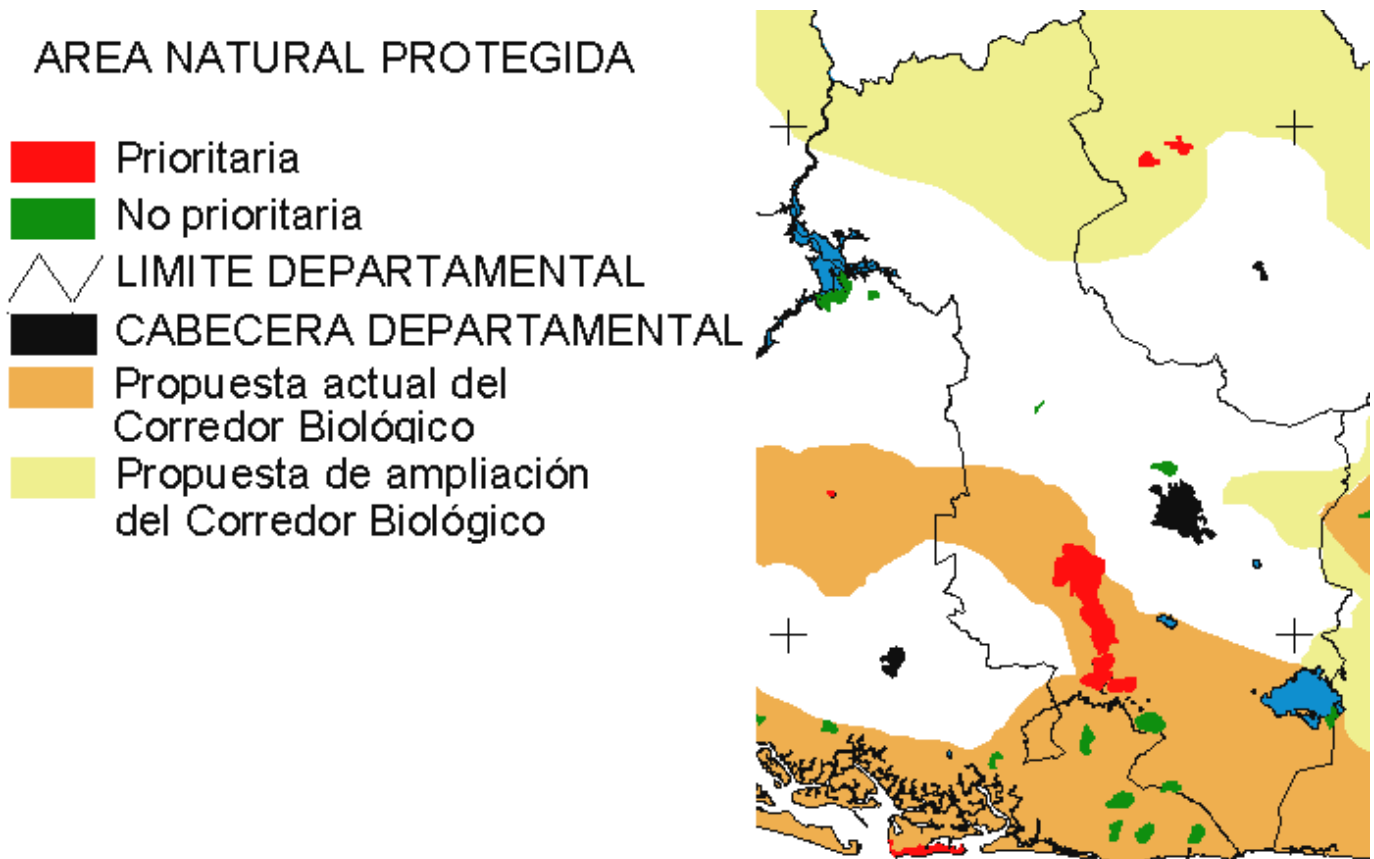 AREA NATURAL PROTEGIDA
Prioritaria
No prioritaria
LIMITE DEPARTAMENTAL
CABECERA DEPARTAMENTAL
Propuesta actual del
Corredor Biológico
Propuesta de ampliación
del Corredor Biológico